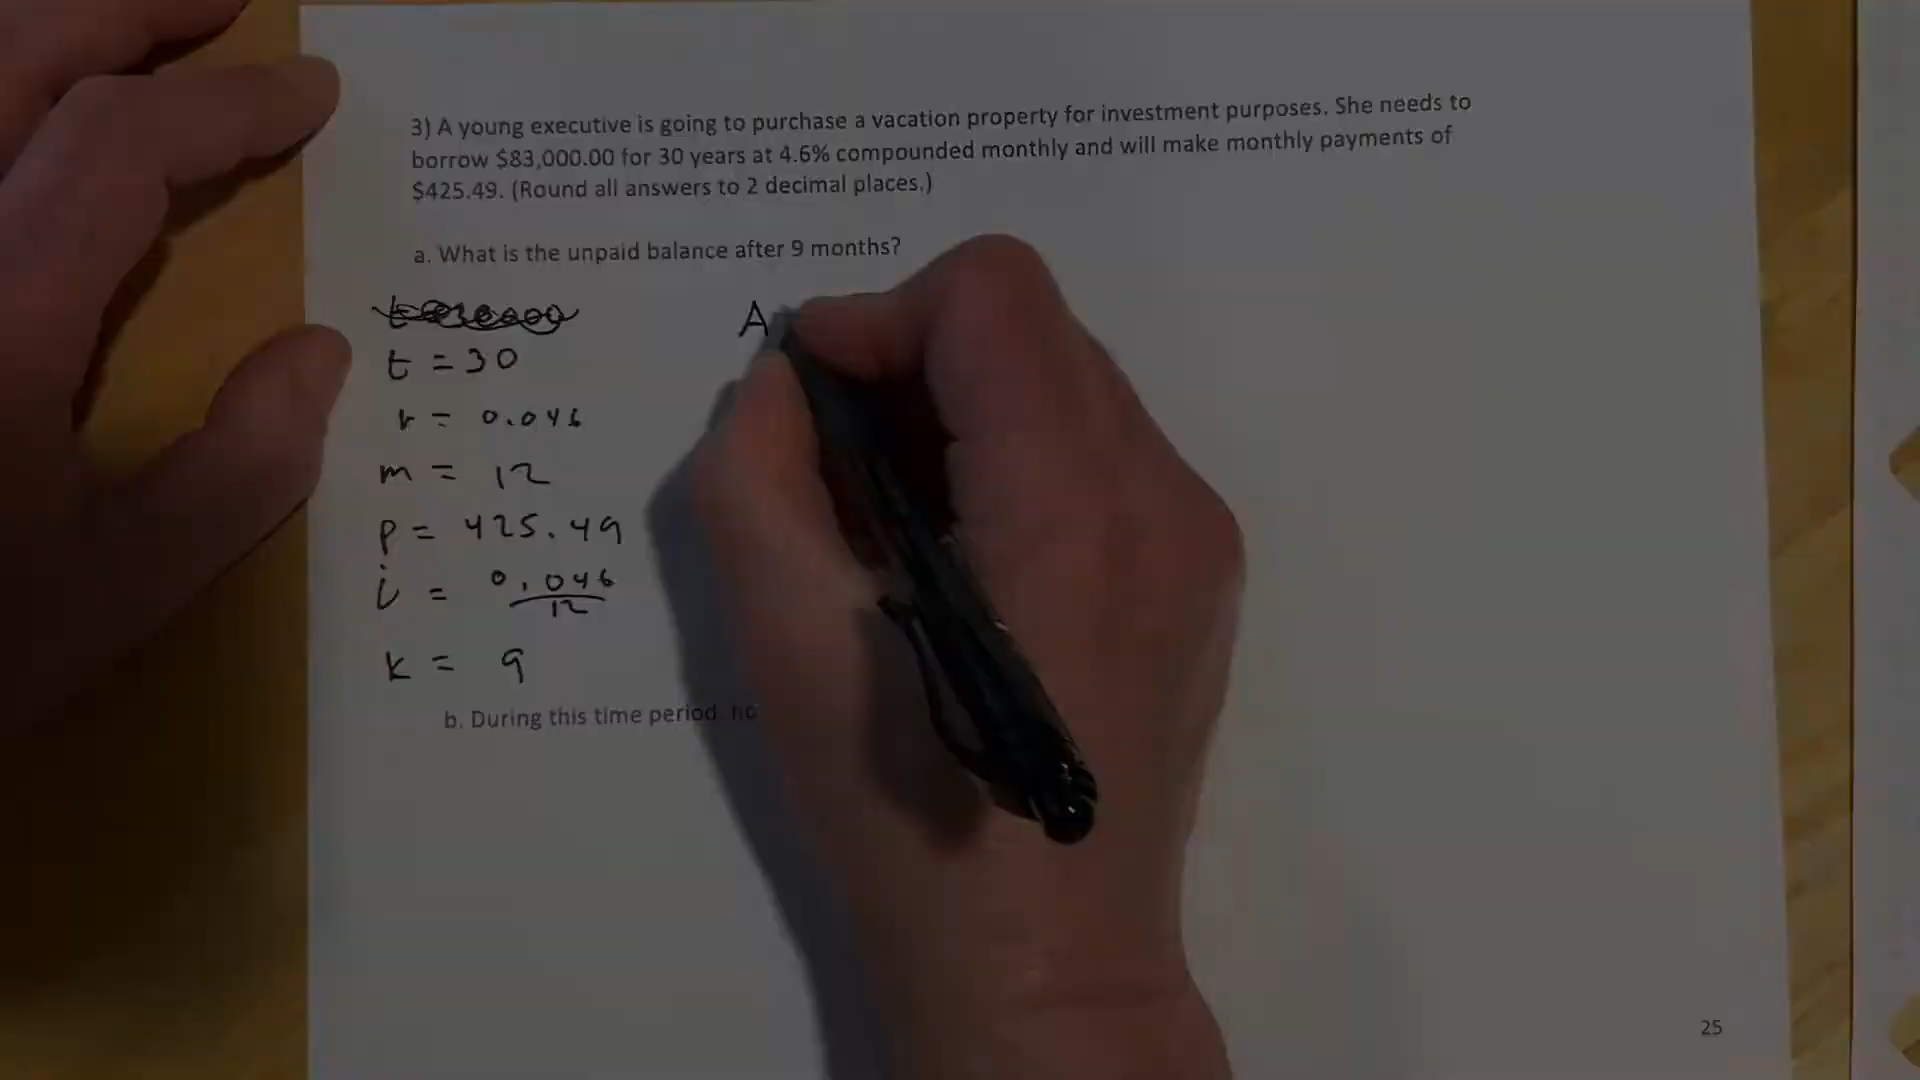 3) A young executive is going to purchase a vacation property for investment purposes. She needs to
borrow $83,000.00 for 30 years at 4.6% compounded monthly and will make monthly payments of
$425.49. (Round all answers to 2 decimal places.)
a. What is the unpaid balance after 9 months?
A
t = 30
r = 0.046
m = 12
P = 425.49
i = 0.046
12
k = 9
b. During this time period, ho
25